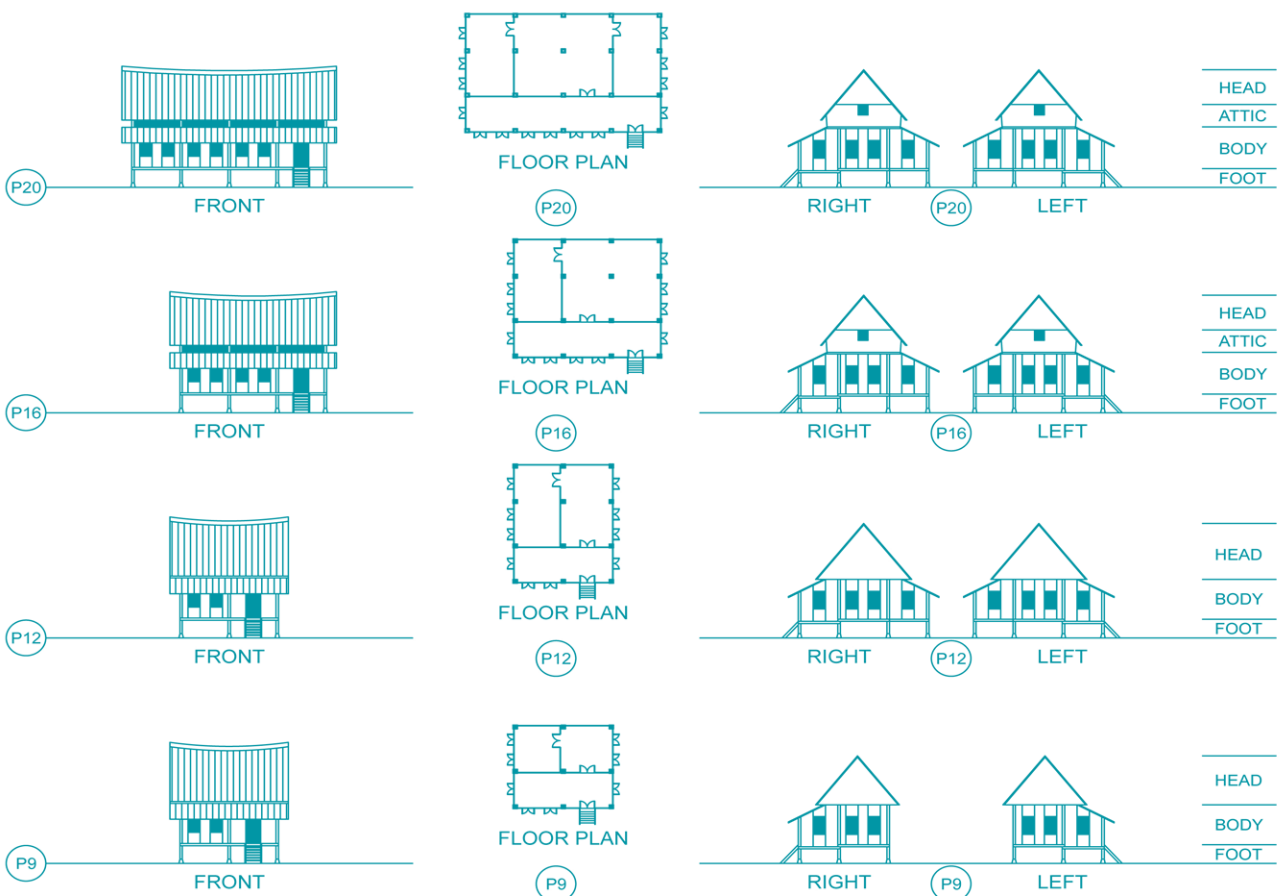 HEAD
ATTIC
BODY
FOOT
FLOOR PLAN
P20
FRONT
P20
RIGHT
P20
LEFT
HEAD
ATTIC
BODY
FOOT
FLOOR PLAN
P16
FRONT
P16
RIGHT
P16
LEFT
HEAD
BODY
FOOT
FLOOR PLAN
P12
FRONT
P12
RIGHT
P12
LEFT
HEAD
BODY
FOOT
FLOOR PLAN
P9
FRONT
P9
RIGHT
P9
LEFT